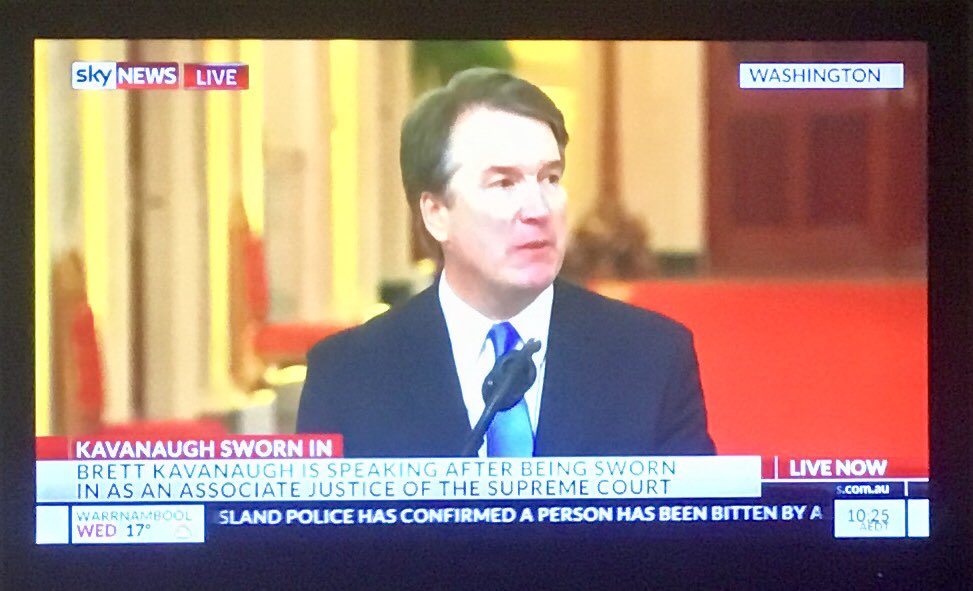 sky NEWS LIVE
WASHINGTON
KAVANAUGH SWORN IN
BRETT KAVANAUGH IS SPEAKING AFTER BEING SWORN
IN AS AN ASSOCIATE JUSTICE OF THE SUPREME COURT
LIVE NOW
s.com.au
WARRNAMBOOL
WED 17°
SLAND POLICE HAS CONFIRMED A PERSON HAS BEEN BITTEN BY A
10:25
AEDT